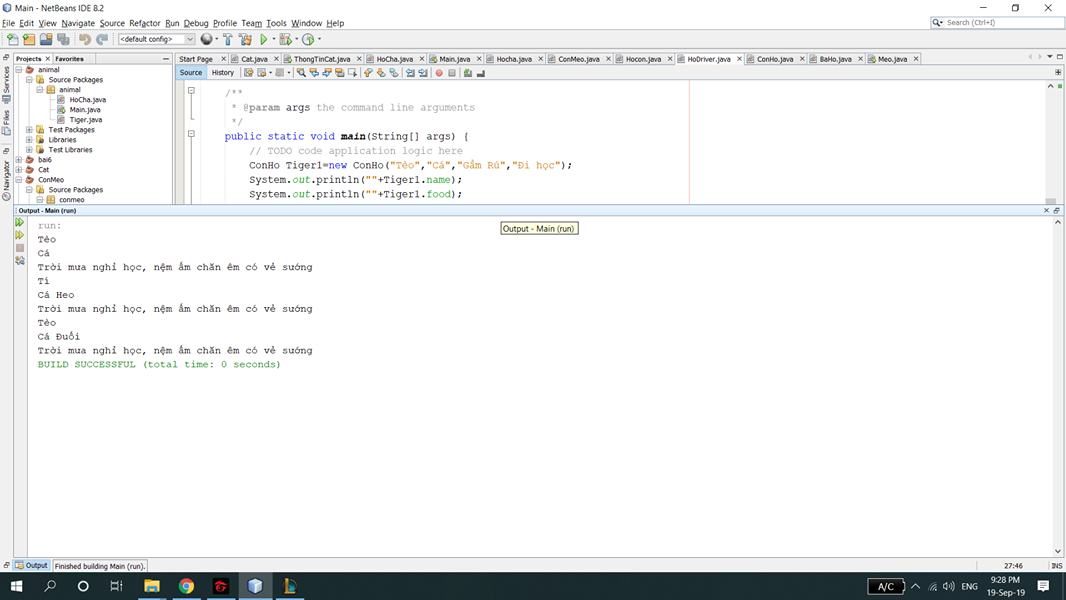 Main - NetBeans IDE 8.2
File Edit View Navigate Source Refactor Run Debug Profile Team Tools Window Help
Search (Ctrl+I)
<default config>
Projects Favorites
Start Page Cat.java ThongTinCat.java HoCha.java Main.java Hocha.java ConMeo.java Hocon.java HoDriver.java ConHo.java BaHo.java Meo.java
Source History
Services
Files
Navigator
animal
Source Packages
animal
HoCha.java
Main.java
Tiger.java
Test Packages
Libraries
Test Libraries
bai6
Cat
ConMeo
Source Packages
conmeo
/**
* @param args the command line arguments
*/
public static void main(String[] args) {
// TODO code application logic here
ConHo Tiger1=new ConHo("Tèo","Cá","Gầm Rú","Đi học");
System.out.println(""+Tiger1.name);
System.out.println(""+Tiger1.food);
Output - Main (run)
Output - Main (run)
run:
Tèo
Cá
Trời mưa nghỉ học, nệm ấm chăn êm có vẻ sướng
Tí
Cá Heo
Trời mưa nghỉ học, nệm ấm chăn êm có vẻ sướng
Tèo
Cá Đuối
Trời mưa nghỉ học, nệm ấm chăn êm có vẻ sướng
BUILD SUCCESSFUL (total time: 0 seconds)
Output Finished building Main (run).
27:46 INS
A/C ENG
9:28 PM
19-Sep-19